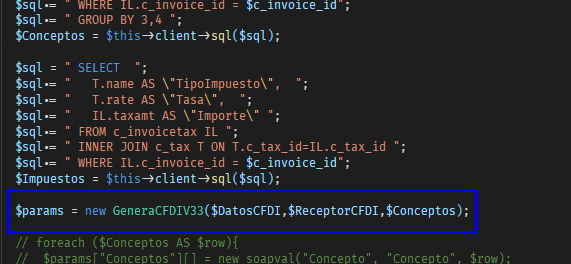 $sql .= " WHERE IL.c_invoice_id = $c_invoice_id";
$sql .= " GROUP BY 3,4 ";
$Conceptos = $this->client->sql($sql);
$sql = " SELECT  ";
$sql .= "   T.name AS \"TipoImpuesto\",  ";
$sql .= "   T.rate AS \"Tasa\",  ";
$sql .= "   IL.taxamt AS \"Importe\" ";
$sql .= " FROM c_invoicetax IL ";
$sql .= " INNER JOIN c_tax T ON T.c_tax_id=IL.c_tax_id ";
$sql .= " WHERE IL.c_invoice_id = $c_invoice_id";
$Impuestos = $this->client->sql($sql);
$params = new GeneraCFDIV33($DatosCFDI,$ReceptorCFDI,$Conceptos);
// foreach ($Conceptos AS $row){
//  $params["Conceptos"][] = new soapval("Concepto", "Concepto", $row);